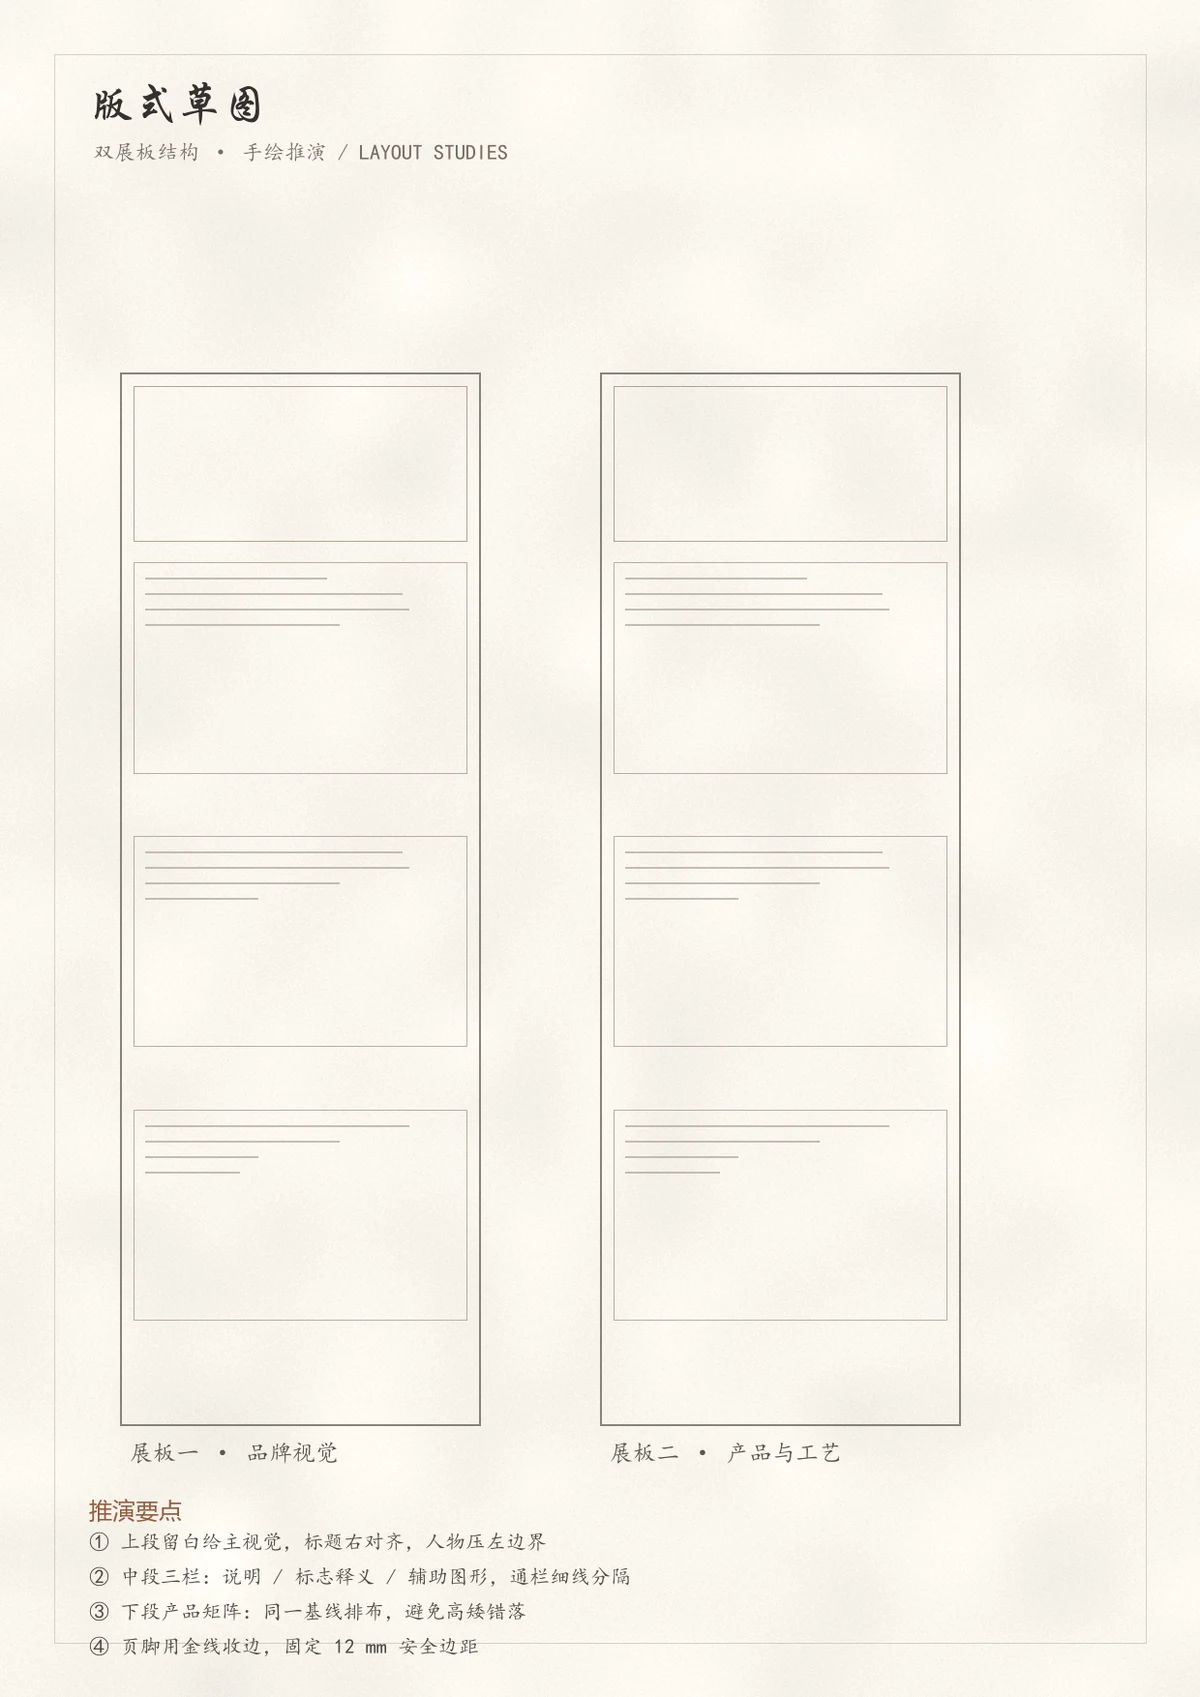 版式草图
双展板结构 • 手绘推演 / LAYOUT STUDIES
展板一 • 品牌视觉
展板二 • 产品与工艺
推演要点
① 上段留白给主视觉，标题右对齐，人物压左边界
② 中段三栏：说明 / 标志释义 / 辅助图形，通栏细线分隔
③ 下段产品矩阵：同一基线排布，避免高矮错落
④ 页脚用金线收边，固定 12 mm 安全边距